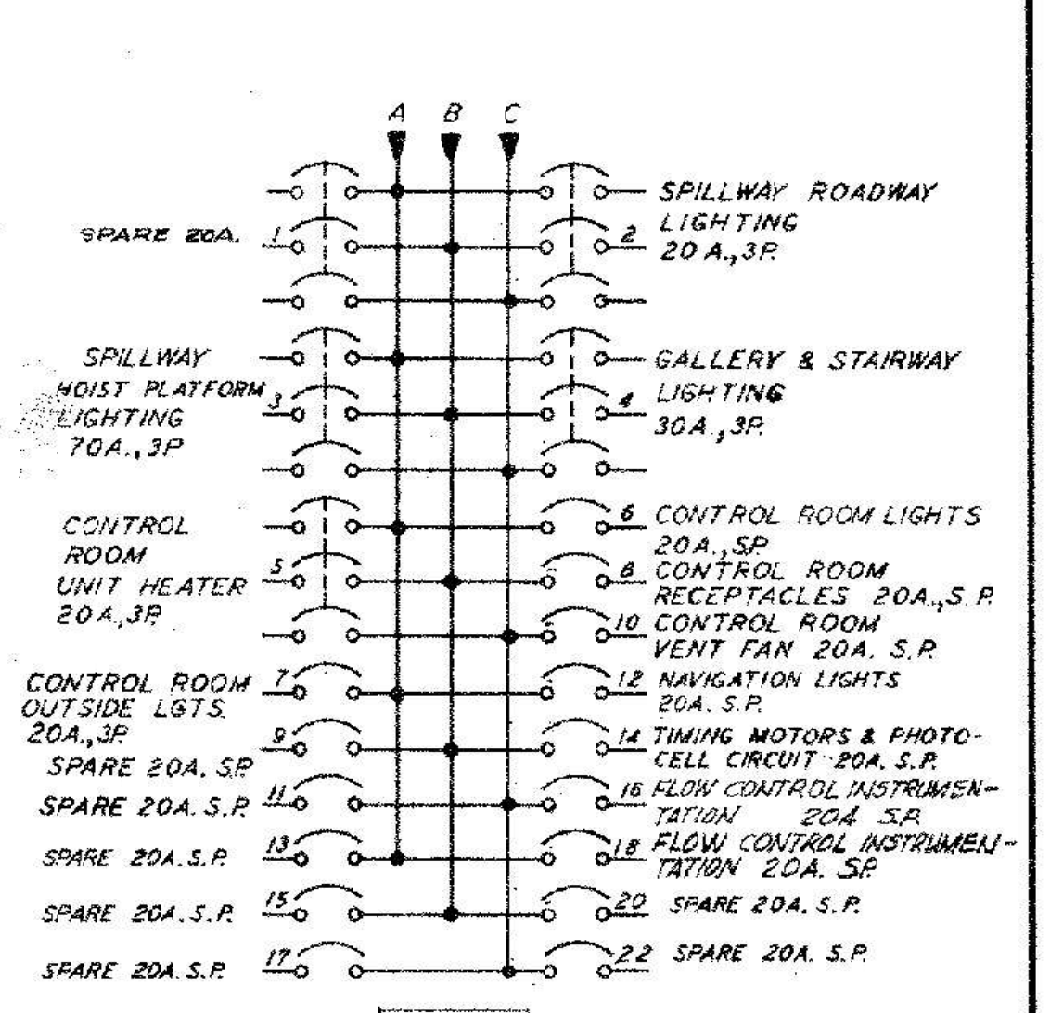 A B C
SPARE 20A.
1
SPILLWAY
HOIST PLATFORM
LIGHTING
70A., 3P
3
CONTROL
ROOM
UNIT HEATER
20A., 3P.
5
CONTROL ROOM
OUTSIDE LGTS.
20A., 3P.
7
SPARE 20A. S.P.
9
SPARE 20A. S.P.
11
SPARE 20A. S.P.
13
SPARE 20A. S.P.
15
SPARE 20A. S.P.
17
SPILLWAY ROADWAY
LIGHTING
20 A., 3P.
2
GALLERY & STAIRWAY
LIGHTING
30A., 3P.
4
6 CONTROL ROOM LIGHTS
20A., S.P.
8 CONTROL ROOM
RECEPTACLES 20A., S.P.
10 CONTROL ROOM
VENT FAN 20A. S.P.
12 NAVIGATION LIGHTS
20A. S.P.
14 TIMING MOTORS & PHOTO-
CELL CIRCUIT 20A. S.P.
16 FLOW CONTROL INSTRUMEN-
TATION 20A S.P.
18 FLOW CONTROL INSTRUMEN-
TATION 20A. S.P.
20 SPARE 20A. S.P.
22 SPARE 20A. S.P.